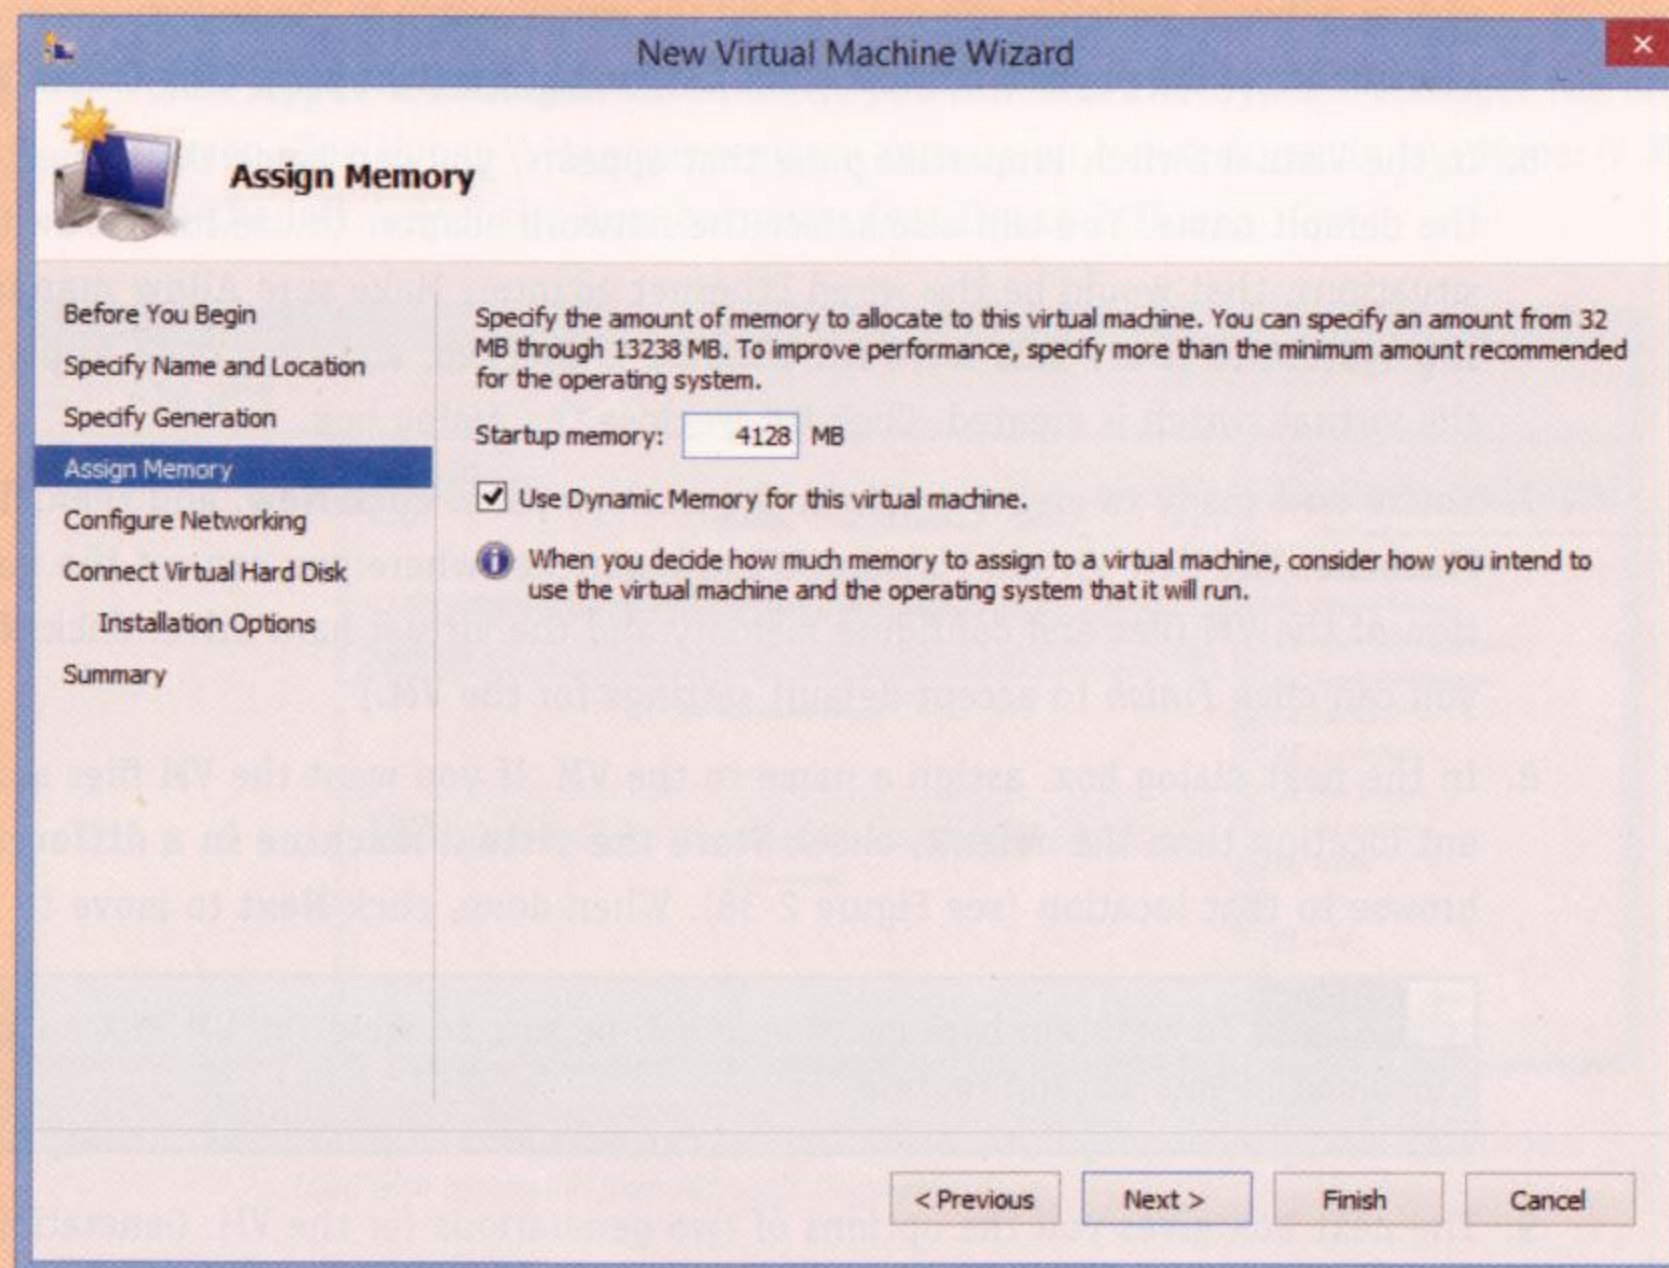 New Virtual Machine Wizard
Assign Memory
Before You Begin
Specify Name and Location
Specify Generation
Assign Memory
Configure Networking
Connect Virtual Hard Disk
Installation Options
Summary
Specify the amount of memory to allocate to this virtual machine. You can specify an amount from 32
MB through 13238 MB. To improve performance, specify more than the minimum amount recommended
for the operating system.
Startup memory: 4128 MB
Use Dynamic Memory for this virtual machine.
When you decide how much memory to assign to a virtual machine, consider how you intend to
use the virtual machine and the operating system that it will run.
< Previous Next > Finish Cancel